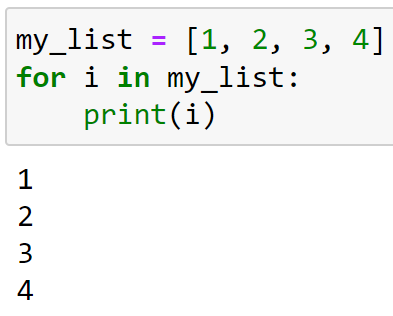 my_list = [1, 2, 3, 4]
for i in my_list:
    print(i)
1
2
3
4